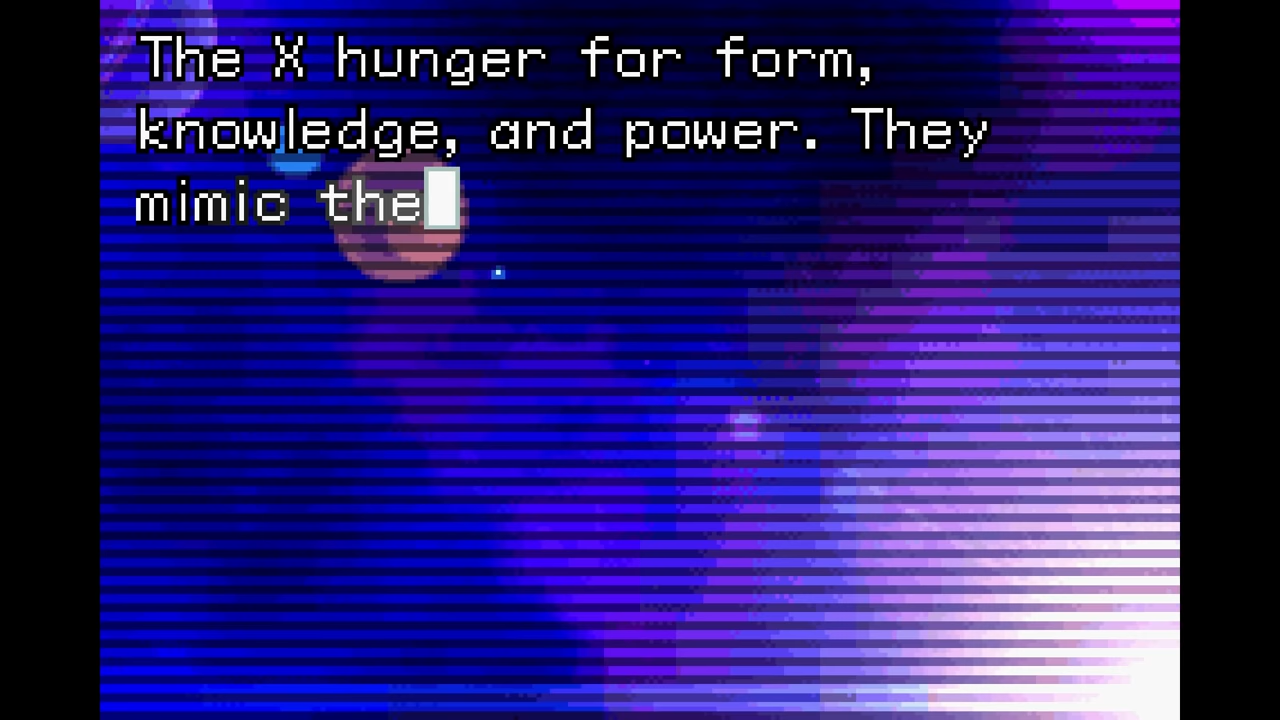 The X hunger for form,
knowledge, and power. They
mimic the